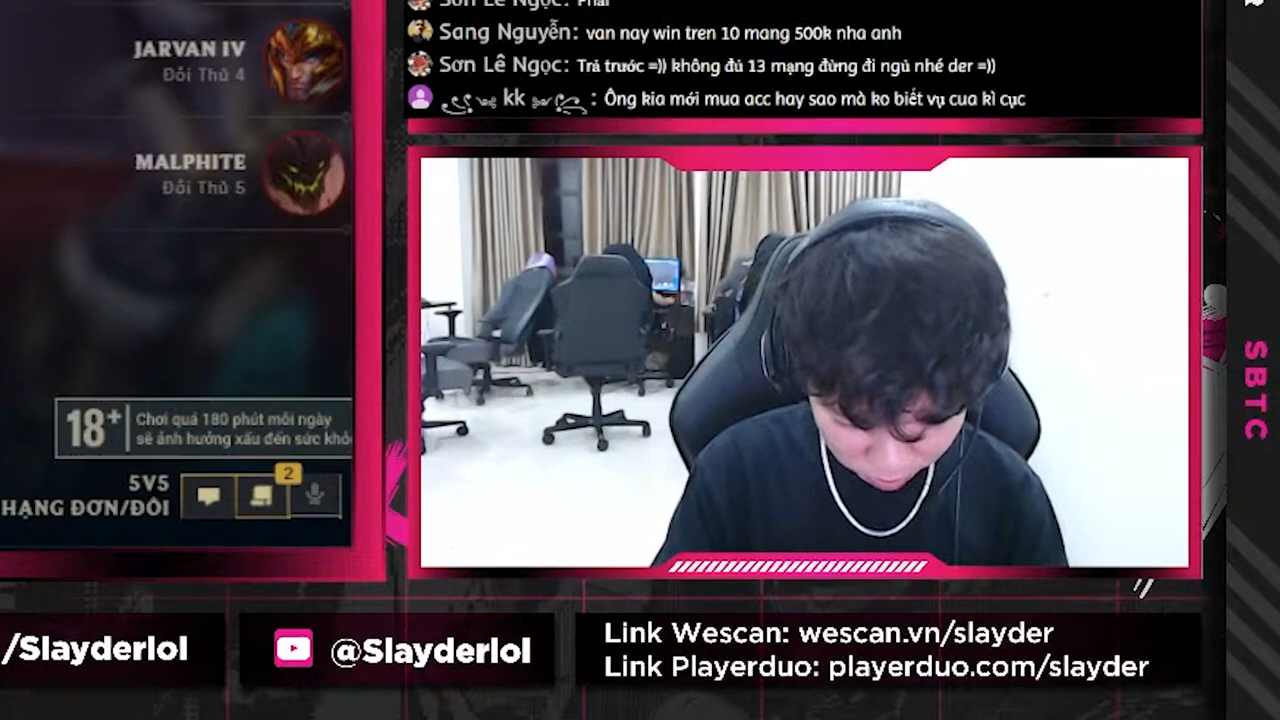 JARVAN IV
Đối Thủ 4
MALPHITE
Đối Thủ 5
18+
Chơi quá 180 phút mỗi ngày
sẽ ảnh hưởng xấu đến sức
5V5
HẠNG ĐƠN/ĐÔI
2
Sơn Lê Ngọc: Phải
Sang Nguyễn: van nay win tren 10 mang 500k nha anh
Sơn Lê Ngọc: Trả trước =)) không đủ 13 mạng đừng đi ngủ nhé der =))
kk : Ông kia mới mua acc hay sao mà ko biết vụ cua kì cục
SBTC
/Slayderlol
@Slayderlol
Link Wescan: wescan.vn/slayder
Link Playerduo: playerduo.com/slayder